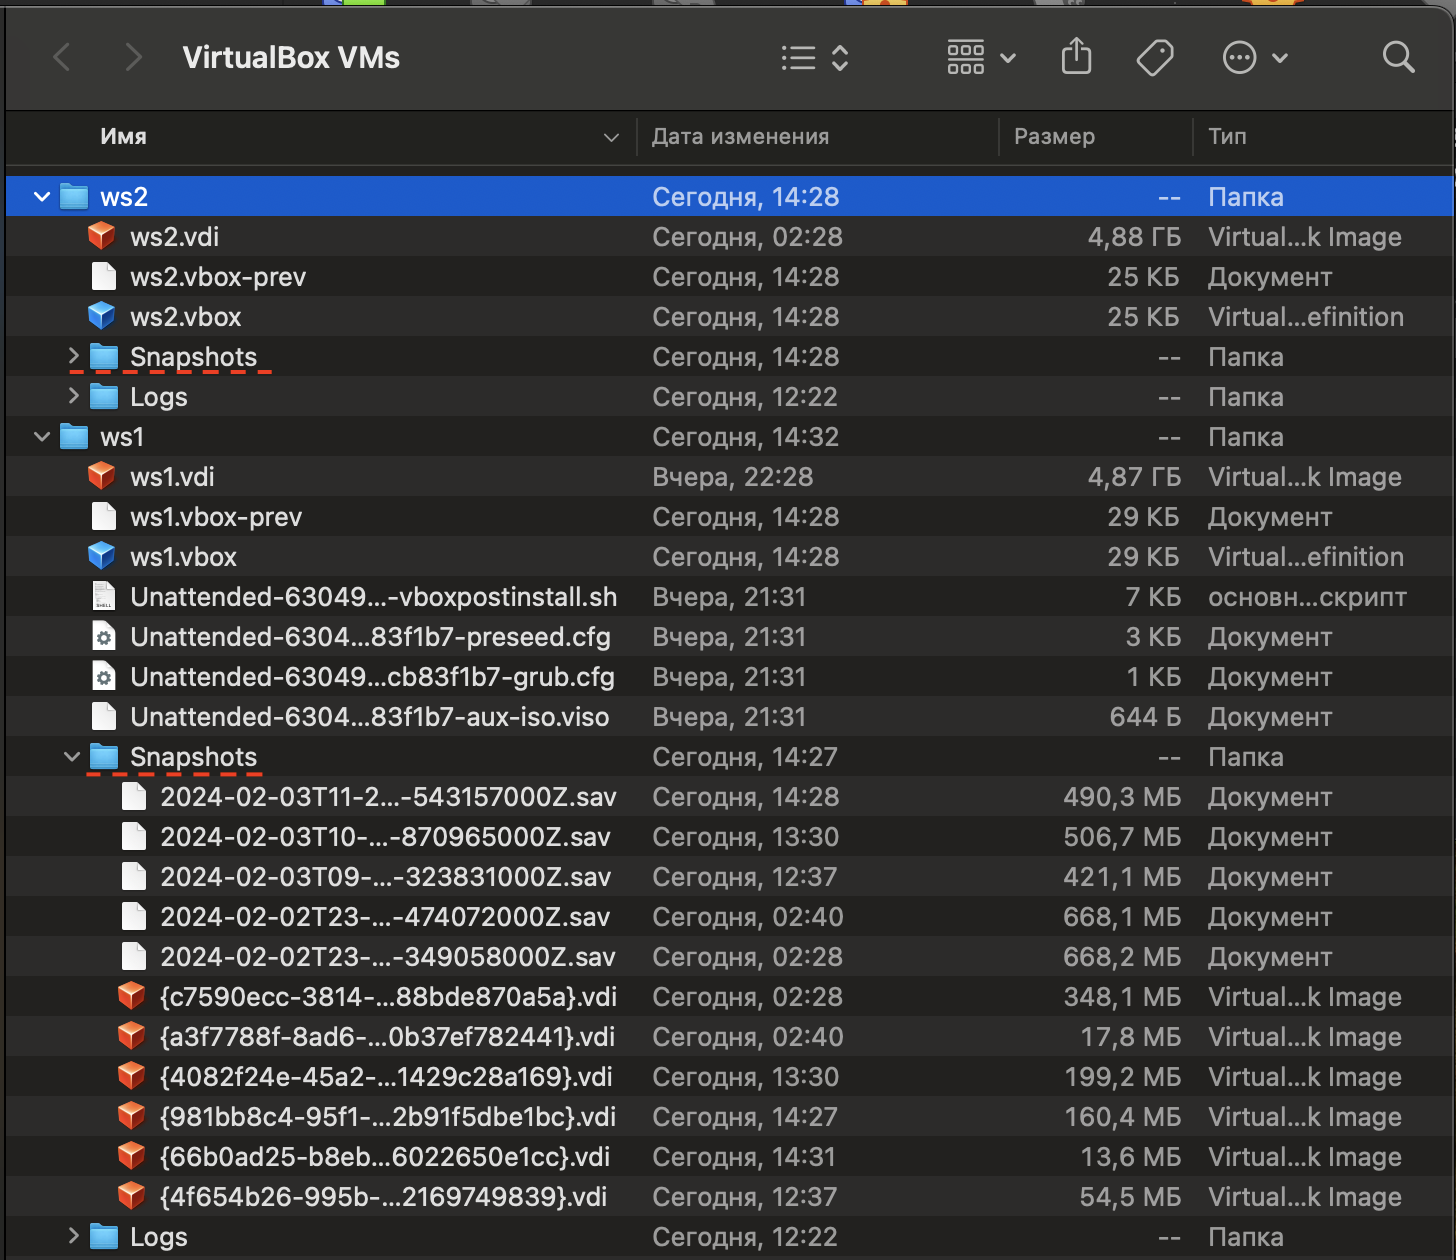 VirtualBox VMs
Имя Дата изменения Размер Тип
ws2 Сегодня, 14:28 -- Папка
ws2.vdi Сегодня, 02:28 4,88 ГБ Virtual...k Image
ws2.vbox-prev Сегодня, 14:28 25 КБ Документ
ws2.vbox Сегодня, 14:28 25 КБ Virtual...efinition
Snapshots Сегодня, 14:28 -- Папка
Logs Сегодня, 12:22 -- Папка
ws1 Сегодня, 14:32 -- Папка
ws1.vdi Вчера, 22:28 4,87 ГБ Virtual...k Image
ws1.vbox-prev Сегодня, 14:28 29 КБ Документ
ws1.vbox Сегодня, 14:28 29 КБ Virtual...efinition
Unattended-63049...-vboxpostinstall.sh Вчера, 21:31 7 КБ основн...скрипт
Unattended-6304...83f1b7-preseed.cfg Вчера, 21:31 3 КБ Документ
Unattended-63049...cb83f1b7-grub.cfg Вчера, 21:31 1 КБ Документ
Unattended-6304...83f1b7-aux-iso.viso Вчера, 21:31 644 Б Документ
Snapshots Сегодня, 14:27 -- Папка
2024-02-03T11-2...-543157000Z.sav Сегодня, 14:28 490,3 МБ Документ
2024-02-03T10-...-870965000Z.sav Сегодня, 13:30 506,7 МБ Документ
2024-02-03T09-...-323831000Z.sav Сегодня, 12:37 421,1 МБ Документ
2024-02-02T23-...-474072000Z.sav Сегодня, 02:40 668,1 МБ Документ
2024-02-02T23-...-349058000Z.sav Сегодня, 02:28 668,2 МБ Документ
{c7590ecc-3814-...88bde870a5a}.vdi Сегодня, 02:28 348,1 МБ Virtual...k Image
{a3f7788f-8ad6-...0b37ef782441}.vdi Сегодня, 02:40 17,8 МБ Virtual...k Image
{4082f24e-45a2-...1429c28a169}.vdi Сегодня, 13:30 199,2 МБ Virtual...k Image
{981bb8c4-95f1-...2b91f5dbe1bc}.vdi Сегодня, 14:27 160,4 МБ Virtual...k Image
{66b0ad25-b8eb...6022650e1cc}.vdi Сегодня, 14:31 13,6 МБ Virtual...k Image
{4f654b26-995b-...2169749839}.vdi Сегодня, 12:37 54,5 МБ Virtual...k Image
Logs Сегодня, 12:22 -- Папка